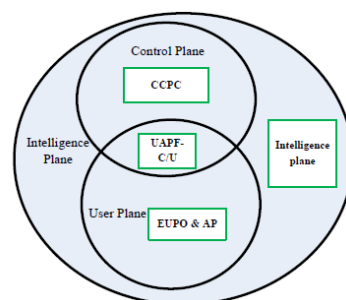 Control Plane
CCPC
Intelligence
Plane
UAPF-
C/U
Intelligence
plane
User Plane
EUPO & AP